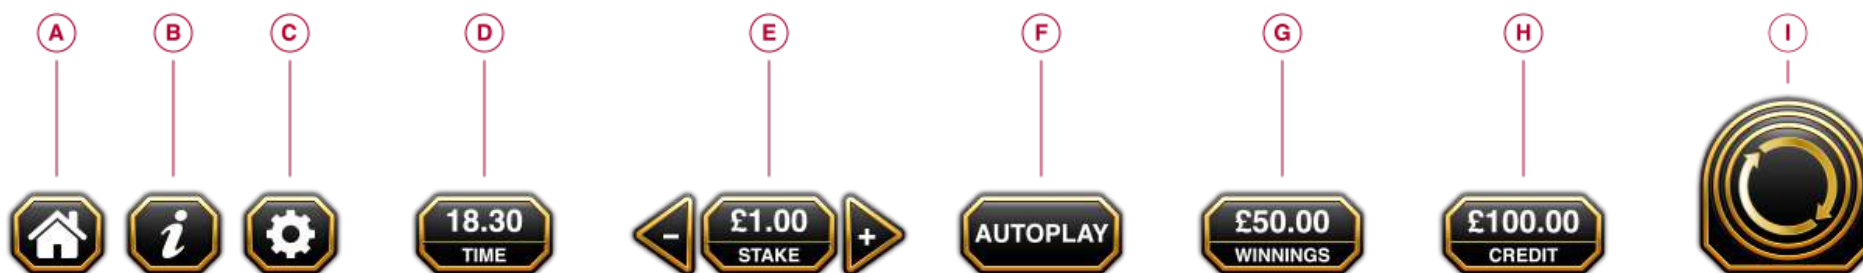 A B C D E F G H I
i
18.30
TIME
- £1.00 +
STAKE
AUTOPLAY
£50.00
WINNINGS
£100.00
CREDIT